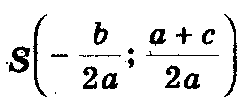 S(− b/2a; a + c/2a)